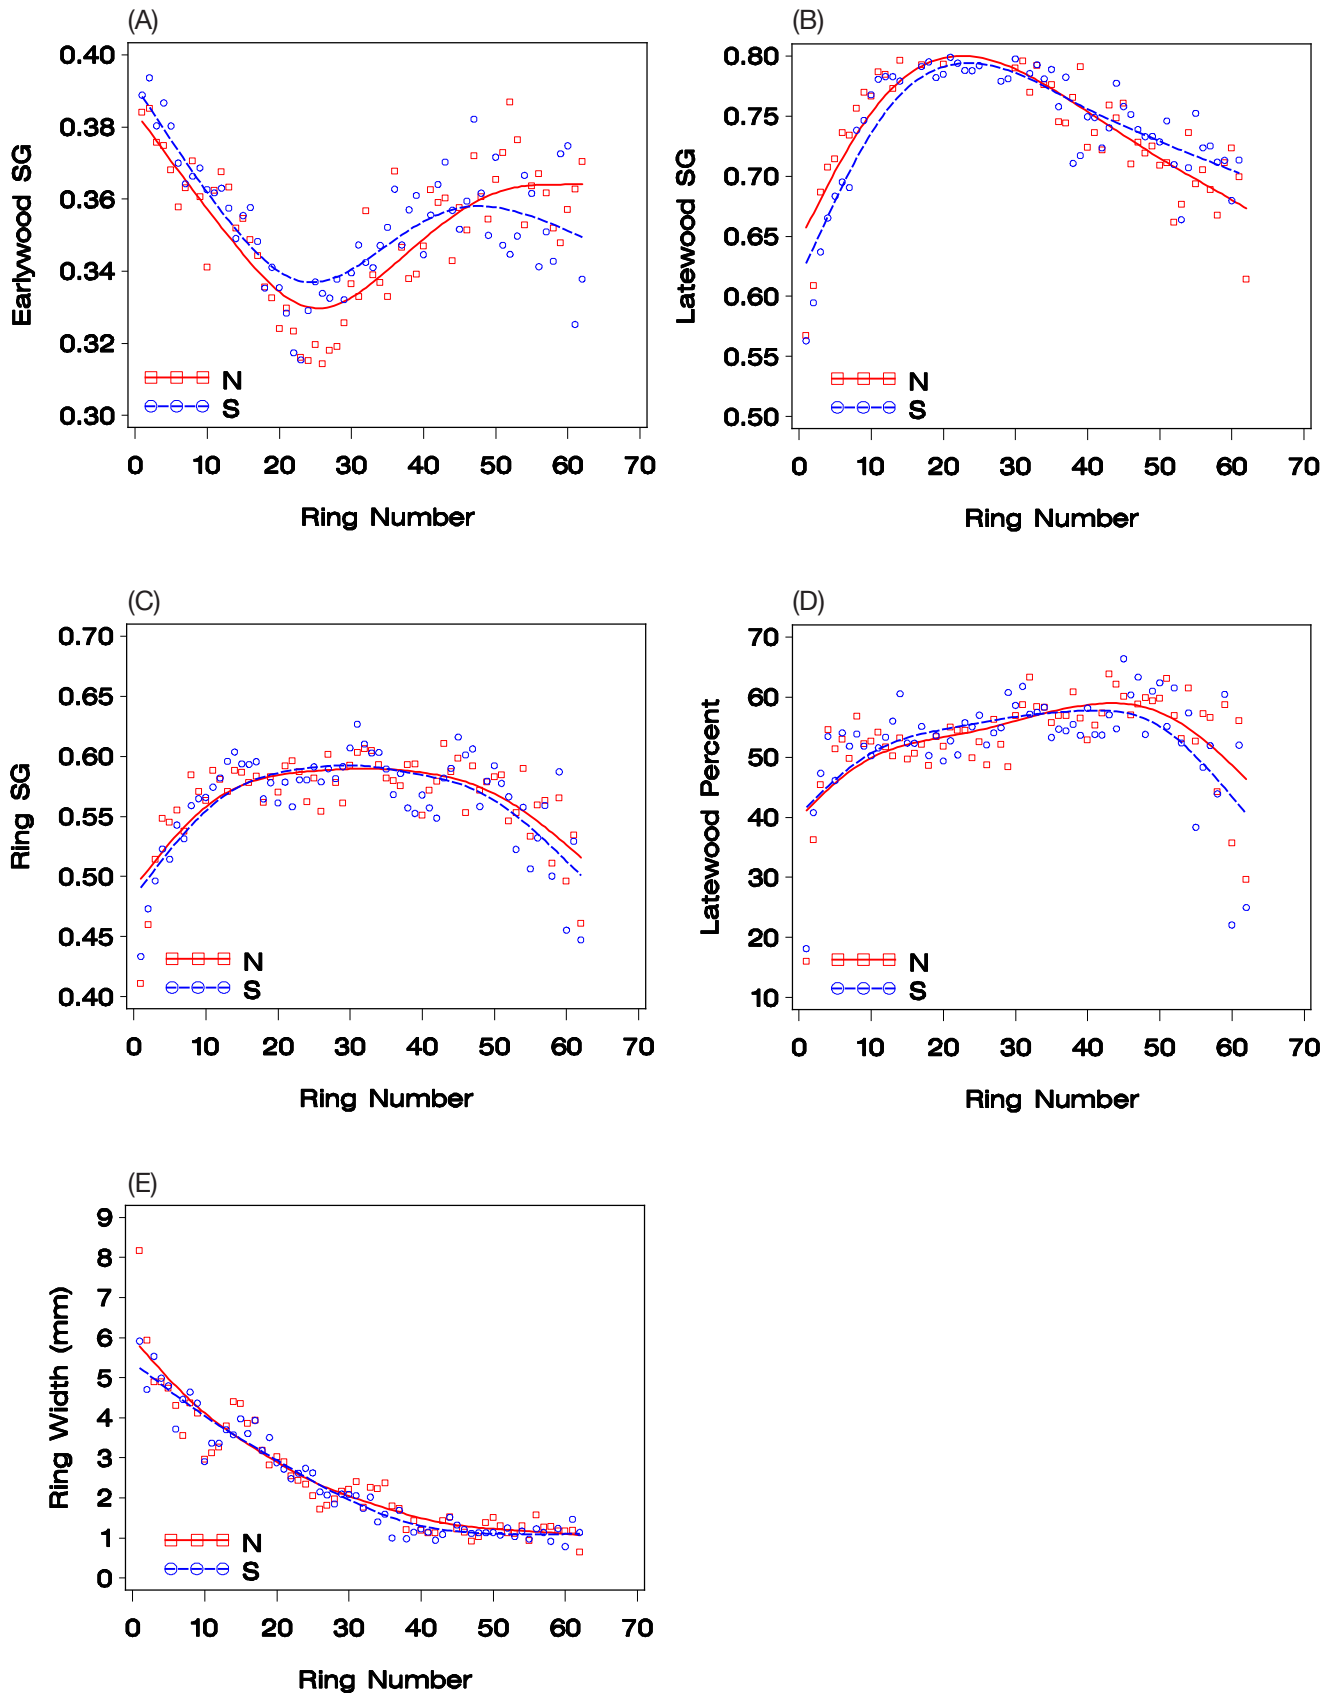 (A)
Earlywood SG
0.40
0.38
0.36
0.34
0.32
0.30
N
S
0 10 20 30 40 50 60 70
Ring Number
(B)
Latewood SG
0.80
0.75
0.70
0.65
0.60
0.55
0.50
N
S
0 10 20 30 40 50 60 70
Ring Number
(C)
Ring SG
0.70
0.65
0.60
0.55
0.50
0.45
0.40
N
S
0 10 20 30 40 50 60 70
Ring Number
(D)
Latewood Percent
70
60
50
40
30
20
10
N
S
0 10 20 30 40 50 60 70
Ring Number
(E)
Ring Width (mm)
9
8
7
6
5
4
3
2
1
0
N
S
0 10 20 30 40 50 60 70
Ring Number